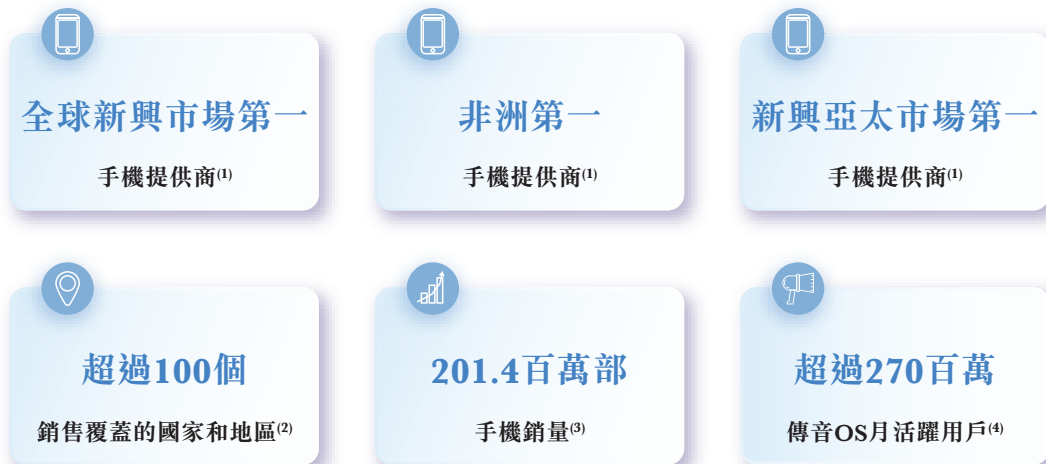 全球新興市場第一
手機提供商(1)
非洲第一
手機提供商(1)
新興亞太市場第一
手機提供商(1)
超過100個
銷售覆蓋的國家和地區(2)
201.4百萬部
手機銷量(3)
超過270百萬
傳音OS月活躍用戶(4)